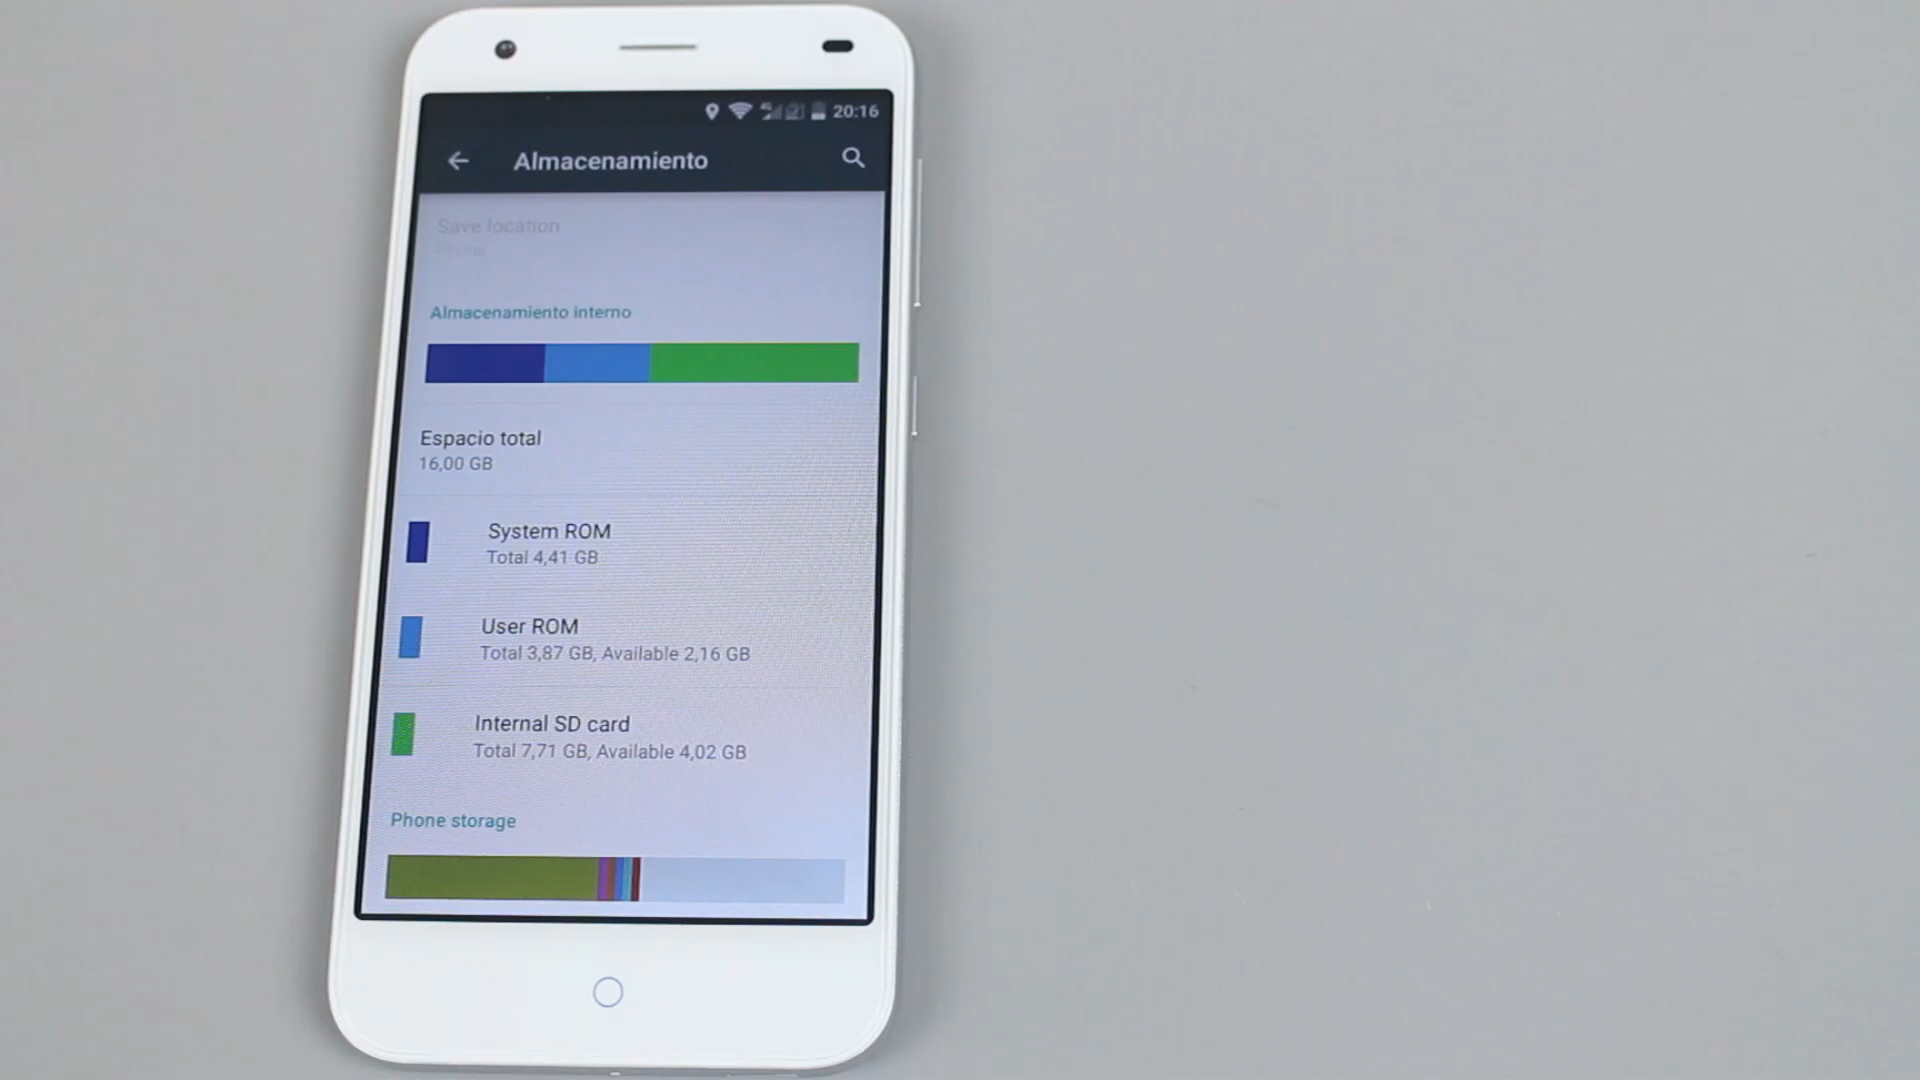 20:16
Almacenamiento
Save location
Phone
Almacenamiento interno
Espacio total
16,00 GB
System ROM
Total 4,41 GB
User ROM
Total 3,87 GB, Available 2,16 GB
Internal SD card
Total 7,71 GB, Available 4,02 GB
Phone storage